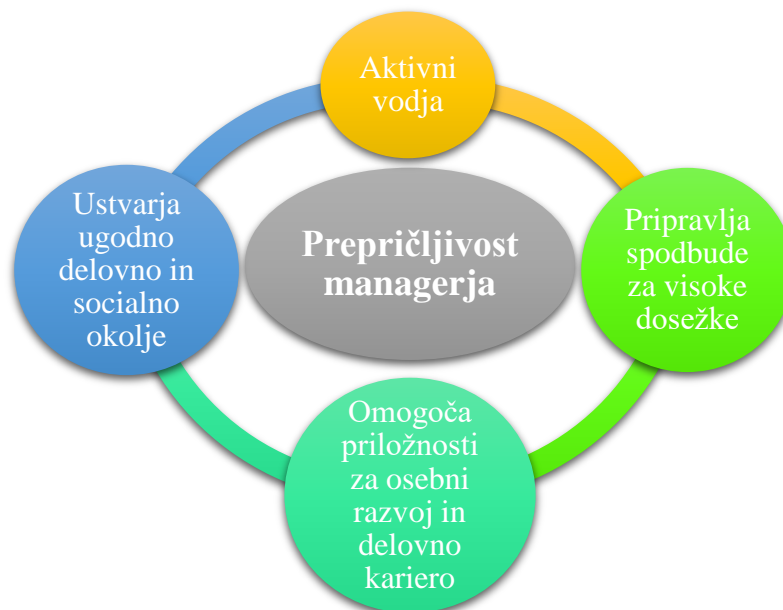 Aktivni
vodja
Ustvarja
ugodno
delovno in
socialno
okolje
Prepričljivost
managerja
Pripravlja
spodbude
za visoke
dosežke
Omogoča
priložnosti
za osebni
razvoj in
delovno
kariero